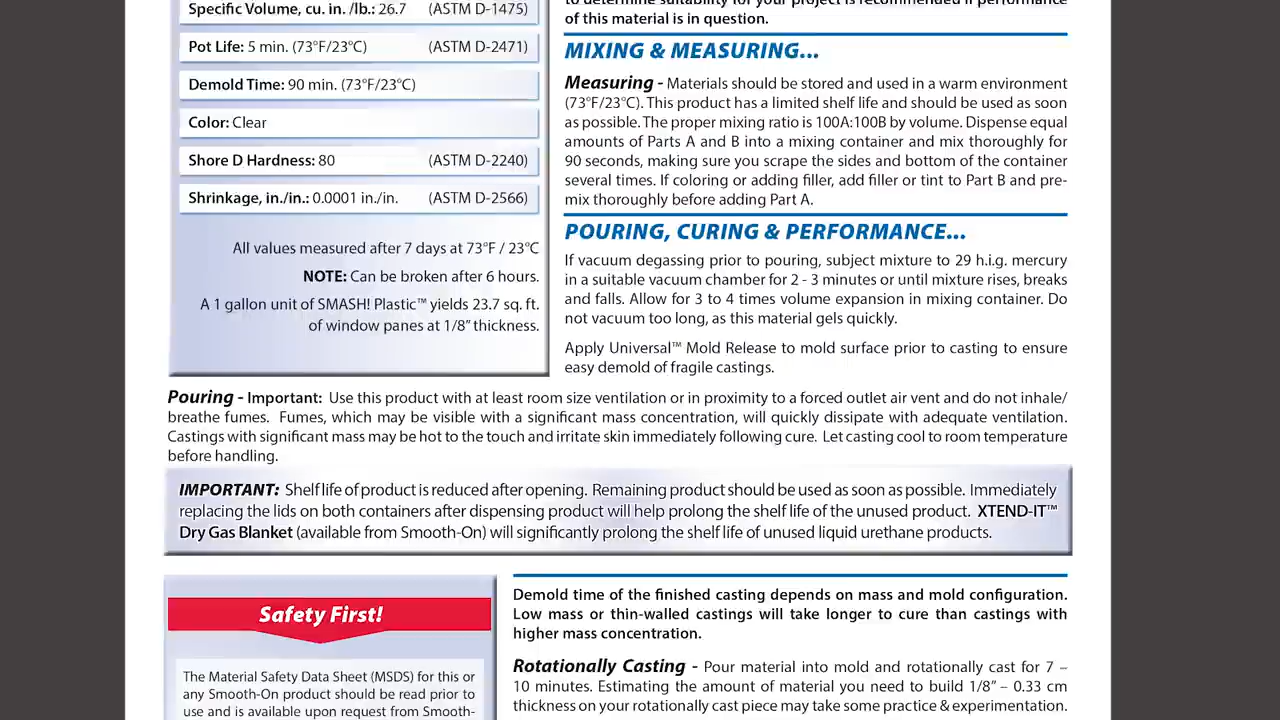 Specific Volume, cu. in. /lb.: 26.7 (ASTM D-1475)
Pot Life: 5 min. (73°F/23°C) (ASTM D-2471)
Demold Time: 90 min. (73°F/23°C)
Color: Clear
Shore D Hardness: 80 (ASTM D-2240)
Shrinkage, in./in.: 0.0001 in./in. (ASTM D-2566)
All values measured after 7 days at 73°F / 23°C
NOTE: Can be broken after 6 hours.
A 1 gallon unit of SMASH! Plastic™ yields 23.7 sq. ft.
of window panes at 1/8” thickness.
to determine suitability for your project is recommended if performance
of this material is in question.
MIXING & MEASURING...
Measuring - Materials should be stored and used in a warm environment
(73°F/23°C). This product has a limited shelf life and should be used as soon
as possible. The proper mixing ratio is 100A:100B by volume. Dispense equal
amounts of Parts A and B into a mixing container and mix thoroughly for
90 seconds, making sure you scrape the sides and bottom of the container
several times. If coloring or adding filler, add filler or tint to Part B and pre-
mix thoroughly before adding Part A.
POURING, CURING & PERFORMANCE...
If vacuum degassing prior to pouring, subject mixture to 29 h.i.g. mercury
in a suitable vacuum chamber for 2 - 3 minutes or until mixture rises, breaks
and falls. Allow for 3 to 4 times volume expansion in mixing container. Do
not vacuum too long, as this material gels quickly.
Apply Universal™ Mold Release to mold surface prior to casting to ensure
easy demold of fragile castings.
Pouring - Important: Use this product with at least room size ventilation or in proximity to a forced outlet air vent and do not inhale/
breathe fumes. Fumes, which may be visible with a significant mass concentration, will quickly dissipate with adequate ventilation.
Castings with significant mass may be hot to the touch and irritate skin immediately following cure. Let casting cool to room temperature
before handling.
IMPORTANT: Shelf life of product is reduced after opening. Remaining product should be used as soon as possible. Immediately
replacing the lids on both containers after dispensing product will help prolong the shelf life of the unused product. XTEND-IT™
Dry Gas Blanket (available from Smooth-On) will significantly prolong the shelf life of unused liquid urethane products.
Safety First!
The Material Safety Data Sheet (MSDS) for this or
any Smooth-On product should be read prior to
use and is available upon request from Smooth-
Demold time of the finished casting depends on mass and mold configuration.
Low mass or thin-walled castings will take longer to cure than castings with
higher mass concentration.
Rotationally Casting - Pour material into mold and rotationally cast for 7 –
10 minutes. Estimating the amount of material you need to build 1/8” – 0.33 cm
thickness on your rotationally cast piece may take some practice & experimentation.